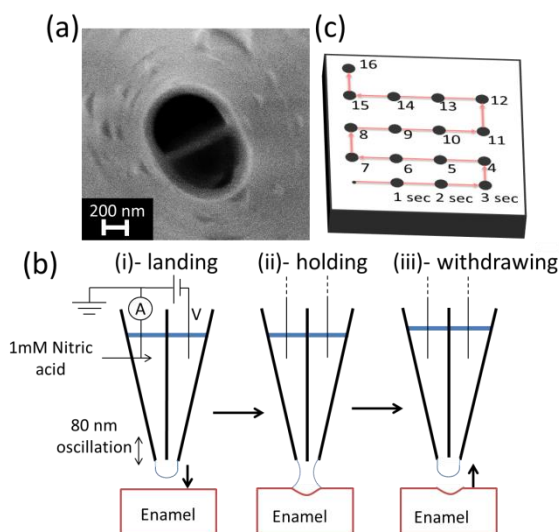 (a)
200 nm
(c)
16
15 14 13 12
8 9 10 11
7 6 5 4
1 sec 2 sec 3 sec
(b)
(i)- landing (ii)- holding (iii)- withdrawing
A
V
1mM Nitric
acid
80 nm
oscillation
Enamel Enamel Enamel